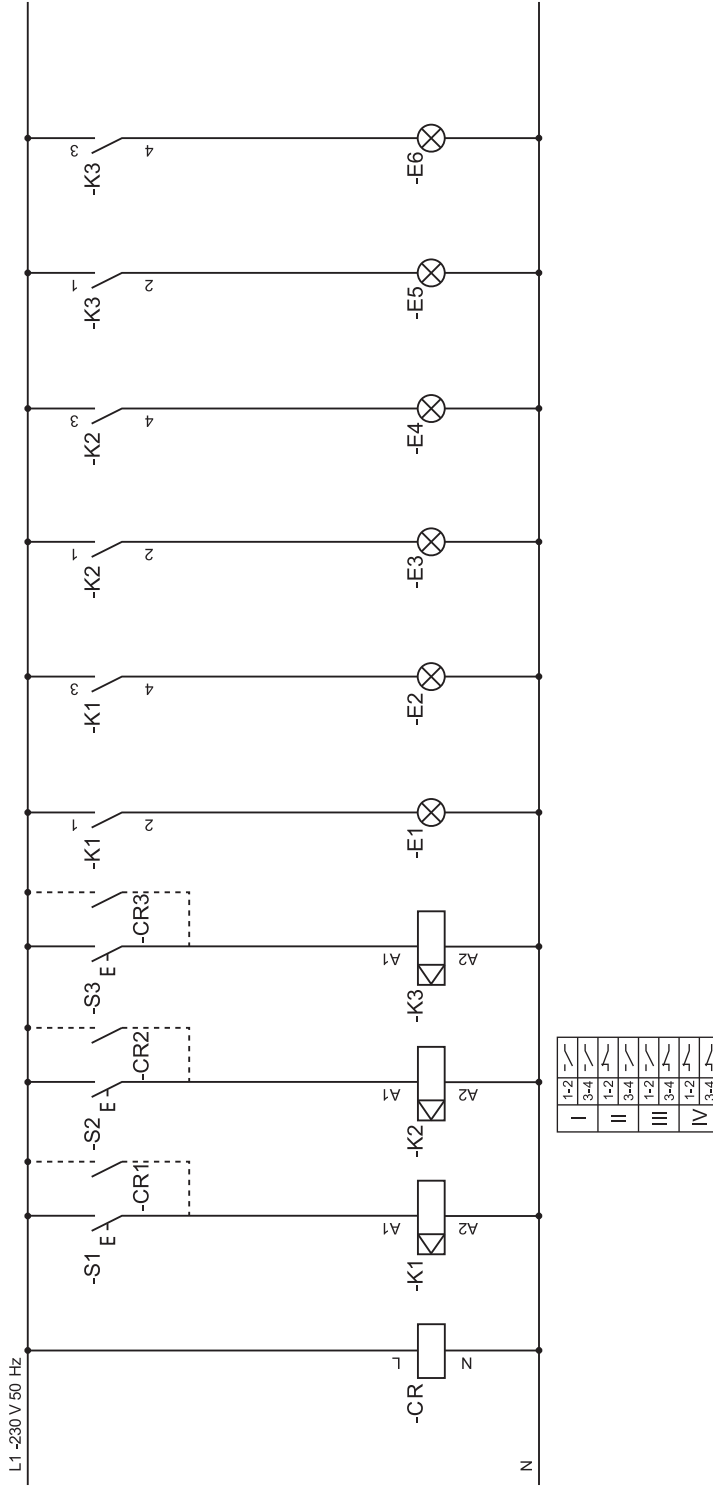 L1 -230 V 50 Hz
N
-CR
L
N
-S1
-CR1
-K1
A1
A2
-S2
-CR2
-K2
A1
A2
-S3
-CR3
-K3
A1
A2
-K1
1
2
-E1
-K1
3
4
-E2
-K2
1
2
-E3
-K2
3
4
-E4
-K3
1
2
-E5
-K3
3
4
-E6
I
1-2
3-4
II
1-2
3-4
III
1-2
3-4
IV
1-2
3-4